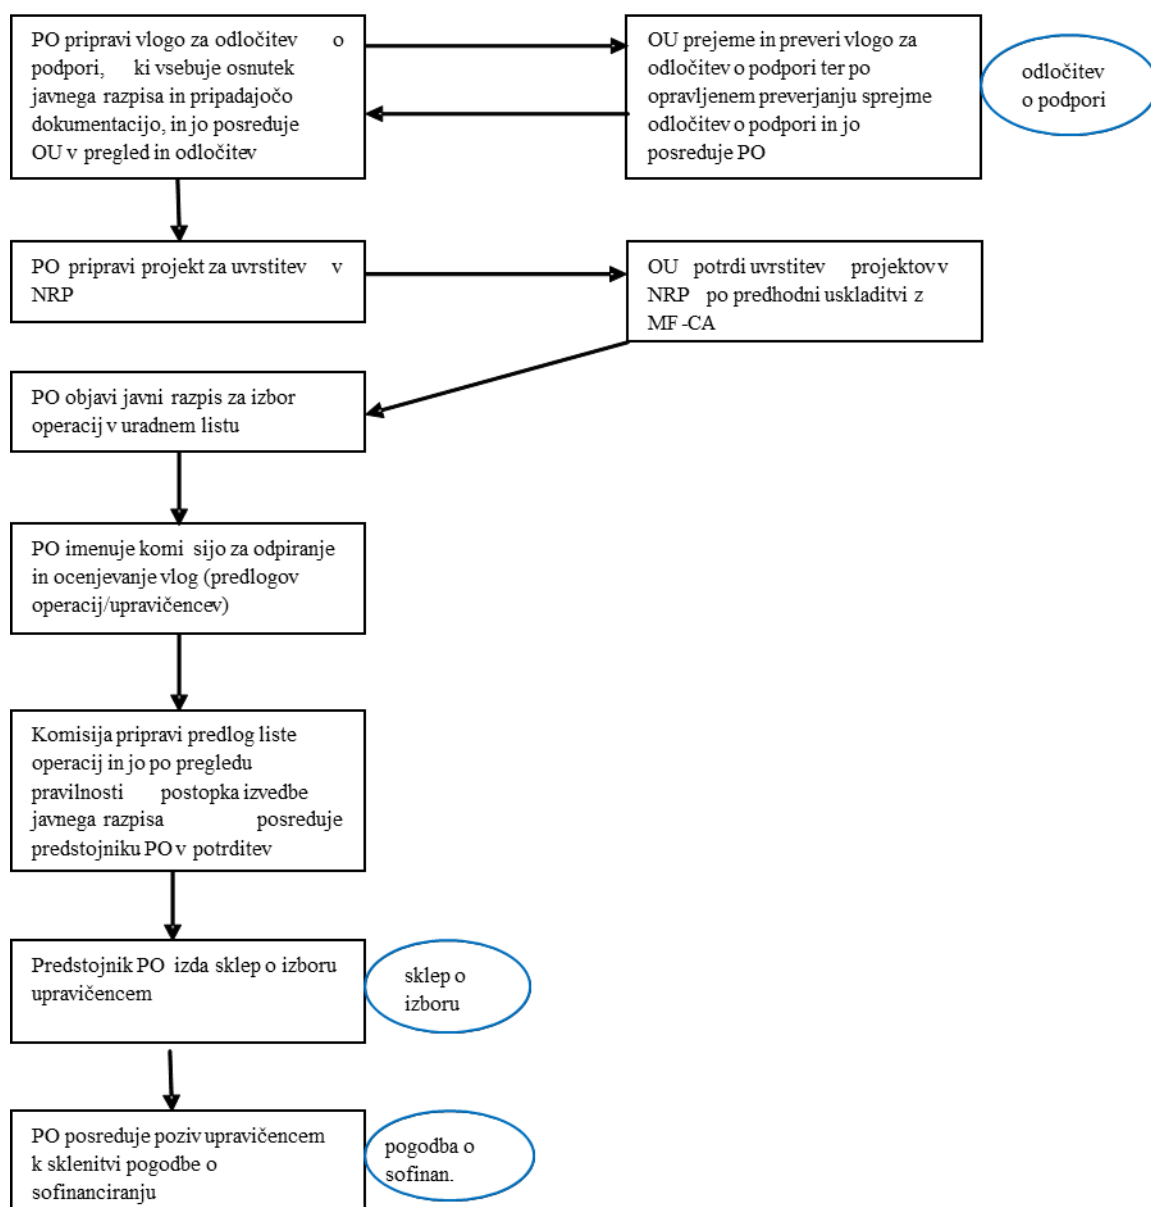 PO pripravi vlogo za odločitev o
podpori, ki vsebuje osnutek
javnega razpisa in pripadajočo
dokumentacijo, in jo posreduje
OU v pregled in odločitev
OU prejeme in preveri vlogo za
odločitev o podpori ter po
opravljenem preverjanju sprejme
odločitev o podpori in jo
posreduje PO
odločitev
o podpori
PO pripravi projekt za uvrstitev v
NRP
OU potrdi uvrstitev projektov v
NRP po predhodni uskladitvi z
MF-CA
PO objavi javni razpis za izbor
operacij v uradnem listu
PO imenuje komi sijo za odpiranje
in ocenjevanje vlog (predlogov
operacij/upravičencev)
Komisija pripravi predlog liste
operacij in jo po pregledu
pravilnosti postopka izvedbe
javnega razpisa posreduje
predstojniku PO v potrditev
Predstojnik PO izda sklep o izboru
upravičencem
sklep o
izboru
PO posreduje poziv upravičencem
k sklenitvi pogodbe o
sofinanciranju
pogodba o
sofinan.